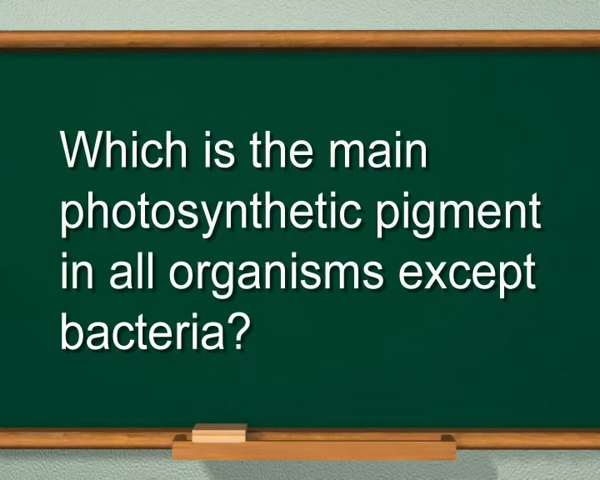 Which is the main
photosynthetic pigment
in all organisms except
bacteria?